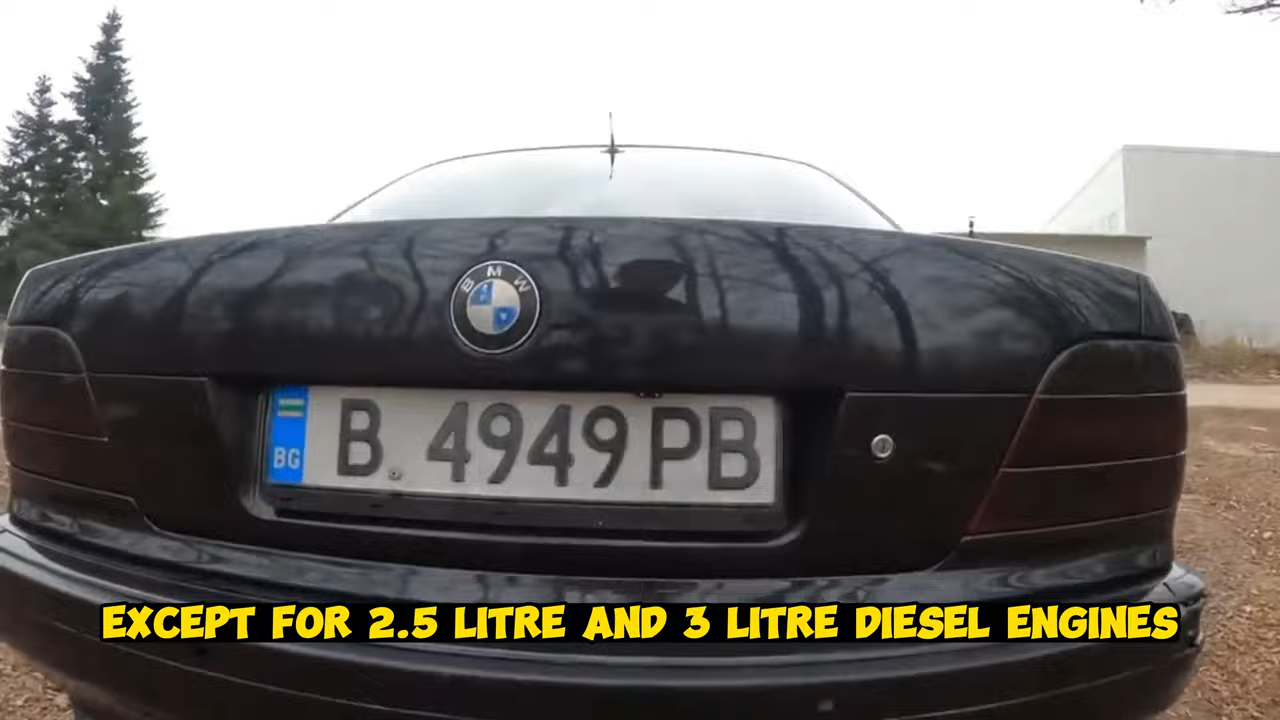 BMW
BG B 4949 PB
EXCEPT FOR 2.5 LITRE AND 3 LITRE DIESEL ENGINES